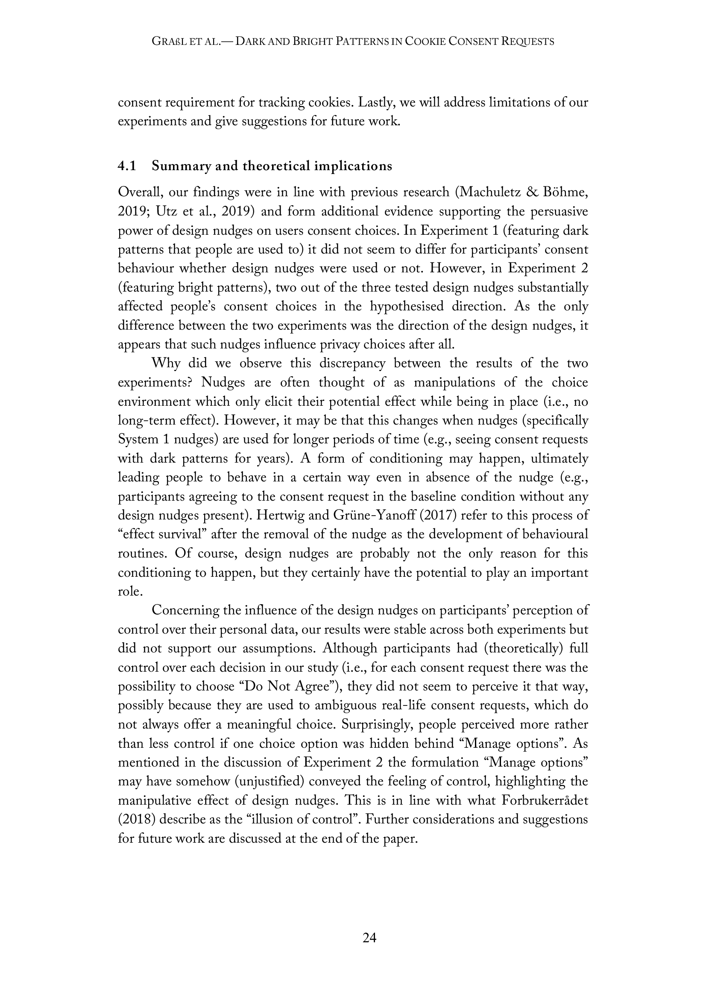 GRAßL ET AL.— DARK AND BRIGHT PATTERNS IN COOKIE CONSENT REQUESTS
consent requirement for tracking cookies. Lastly, we will address limitations of our
experiments and give suggestions for future work.
4.1 Summary and theoretical implications
Overall, our findings were in line with previous research (Machuletz & Böhme,
2019; Utz et al., 2019) and form additional evidence supporting the persuasive
power of design nudges on users consent choices. In Experiment 1 (featuring dark
patterns that people are used to) it did not seem to differ for participants’ consent
behaviour whether design nudges were used or not. However, in Experiment 2
(featuring bright patterns), two out of the three tested design nudges substantially
affected people’s consent choices in the hypothesised direction. As the only
difference between the two experiments was the direction of the design nudges, it
appears that such nudges influence privacy choices after all.
Why did we observe this discrepancy between the results of the two
experiments? Nudges are often thought of as manipulations of the choice
environment which only elicit their potential effect while being in place (i.e., no
long-term effect). However, it may be that this changes when nudges (specifically
System 1 nudges) are used for longer periods of time (e.g., seeing consent requests
with dark patterns for years). A form of conditioning may happen, ultimately
leading people to behave in a certain way even in absence of the nudge (e.g.,
participants agreeing to the consent request in the baseline condition without any
design nudges present). Hertwig and Grüne-Yanoff (2017) refer to this process of
“effect survival” after the removal of the nudge as the development of behavioural
routines. Of course, design nudges are probably not the only reason for this
conditioning to happen, but they certainly have the potential to play an important
role.
Concerning the influence of the design nudges on participants’ perception of
control over their personal data, our results were stable across both experiments but
did not support our assumptions. Although participants had (theoretically) full
control over each decision in our study (i.e., for each consent request there was the
possibility to choose “Do Not Agree”), they did not seem to perceive it that way,
possibly because they are used to ambiguous real-life consent requests, which do
not always offer a meaningful choice. Surprisingly, people perceived more rather
than less control if one choice option was hidden behind “Manage options”. As
mentioned in the discussion of Experiment 2 the formulation “Manage options”
may have somehow (unjustified) conveyed the feeling of control, highlighting the
manipulative effect of design nudges. This is in line with what Forbrukerrådet
(2018) describe as the “illusion of control”. Further considerations and suggestions
for future work are discussed at the end of the paper.
24